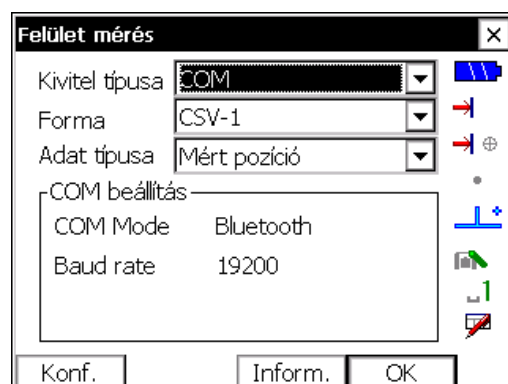 Felület mérés
Kivitel típusa COM
Forma CSV-1
Adat típusa Mért pozíció
COM beállítás
COM Mode Bluetooth
Baud rate 19200
1
Konf. Inform. OK